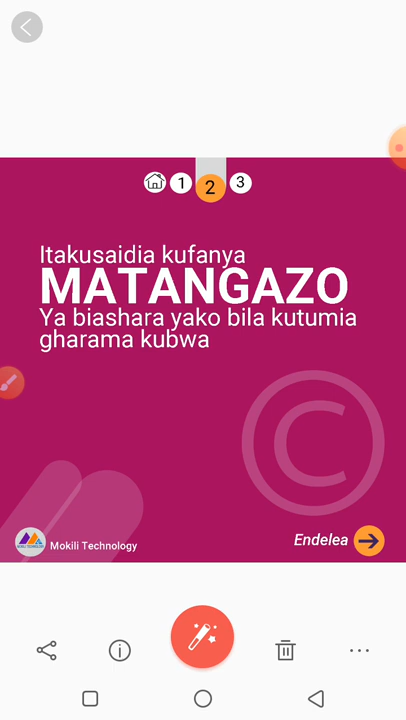 1
2
3
Itakusaidia kufanya
MATANGAZO
Ya biashara yako bila kutumia
gharama kubwa
©
Endelea
Mokili Technology